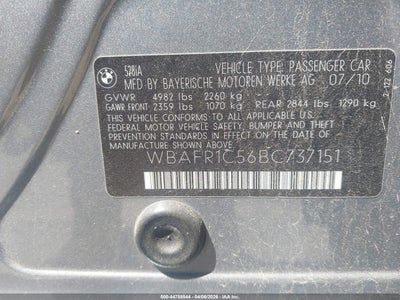 BMW
528iA
VEHICLE TYPE: PASSENGER CAR
MFD BY BAYERISCHE MOTOREN WERKE AG 07/10
GVWR 4982 lbs 2260 kg
GAWR FRONT 2359 lbs 1070 kg REAR 2844 lbs 1290 kg
THIS VEHICLE CONFORMS TO ALL APPLICABLE
FEDERAL MOTOR VEHICLE SAFETY, BUMPER AND THEFT
PREVENTION STANDARDS IN EFFECT ON THE DATE OF
MANUFACTURE SHOWN ABOVE.
WBAFR1C56BC737151